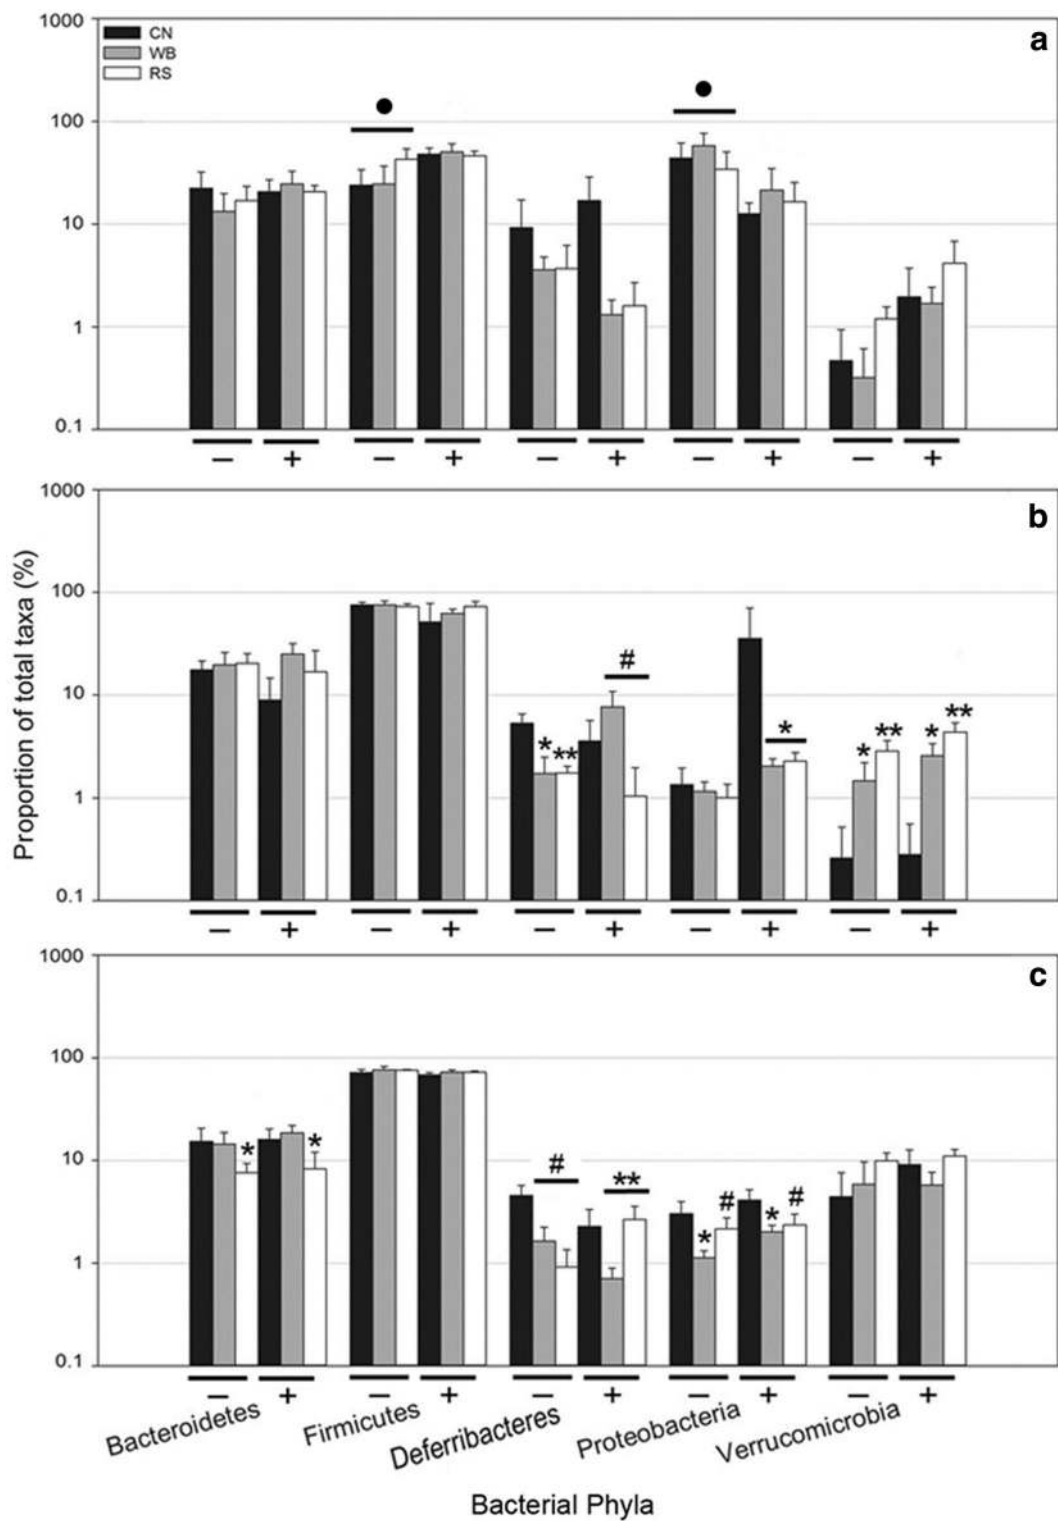 1000
CN
WB
RS
a
100
10
1
0.1
− + − + − + − + − +
1000
b
100
#
10
* ** * * ** * **
1
0.1
− + − + − + − + − +
Proportion of total taxa (%)
1000
c
100
10
* * # ** * # * #
1
0.1
− + − + − + − + − +
Bacteroidetes
Firmicutes
Deferribacteres
Proteobacteria
Verrucomicrobia
Bacterial Phyla